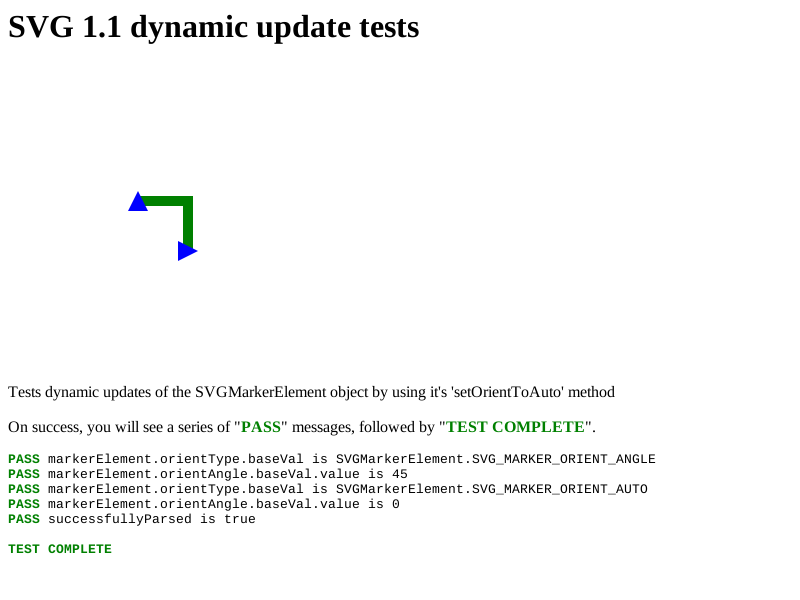 SVG 1.1 dynamic update tests
Tests dynamic updates of the SVGMarkerElement object by using it's 'setOrientToAuto' method
On success, you will see a series of "PASS" messages, followed by "TEST COMPLETE".
PASS markerElement.orientType.baseVal is SVGMarkerElement.SVG_MARKER_ORIENT_ANGLE
PASS markerElement.orientAngle.baseVal.value is 45
PASS markerElement.orientType.baseVal is SVGMarkerElement.SVG_MARKER_ORIENT_AUTO
PASS markerElement.orientAngle.baseVal.value is 0
PASS successfullyParsed is true
TEST COMPLETE